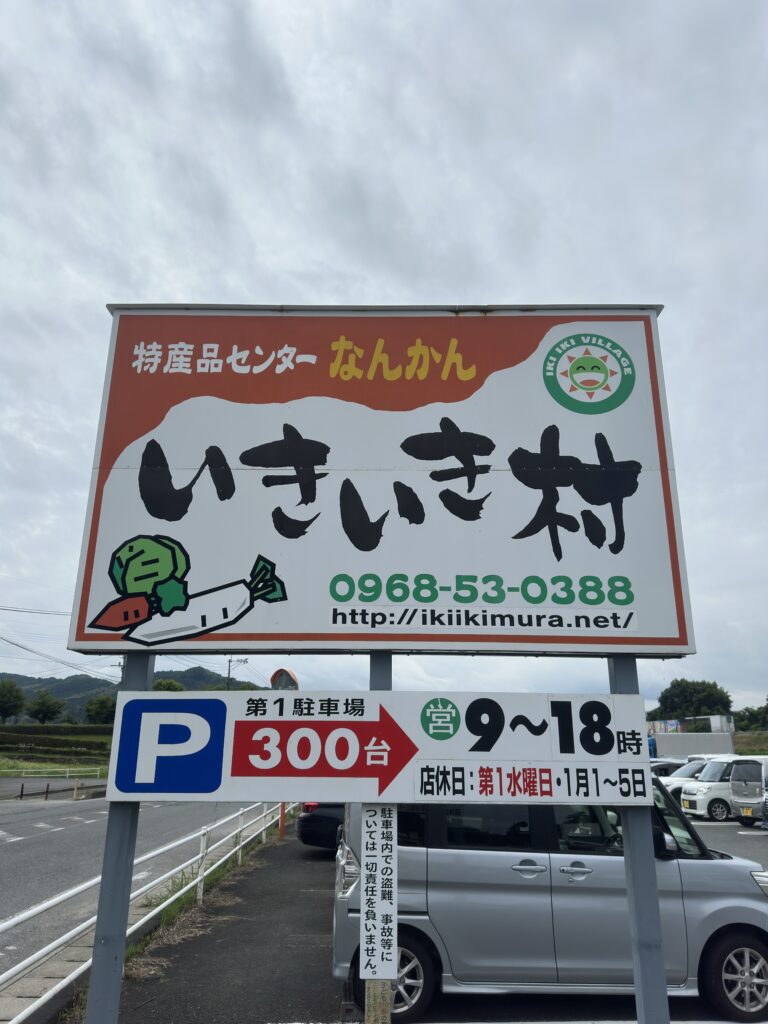 特産品センター なんかん
IKI IKI VILLAGE
いきいき村
0968-53-0388
http://ikiikimura.net/
P
第1駐車場
300台
営 9～18時
店休日：第1水曜日・1月1～5日
駐車場内での盗難、事故等に
ついては一切責任を負いません。